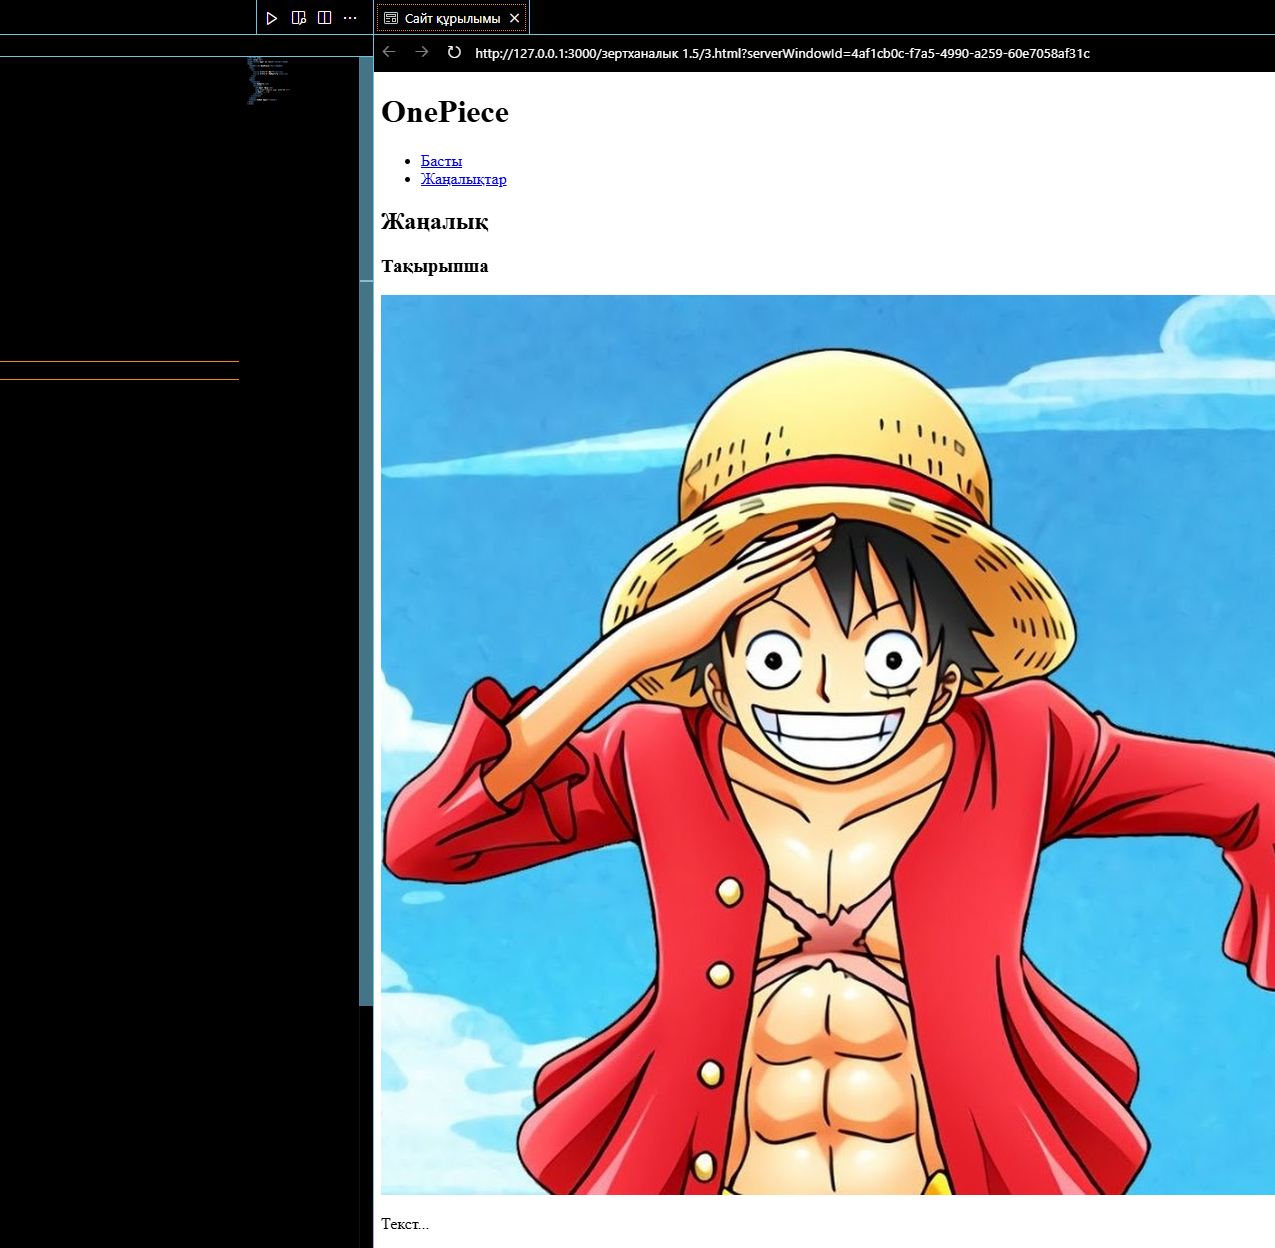 Сайт құрылымы
http://127.0.0.1:3000/зертханалык 1.5/3.html?serverWindowId=4af1cb0c-f7a5-4990-a259-60e7058af31c
OnePiece
Басты
Жаңалықтар
Жаңалық
Тақырыпша
Текст...